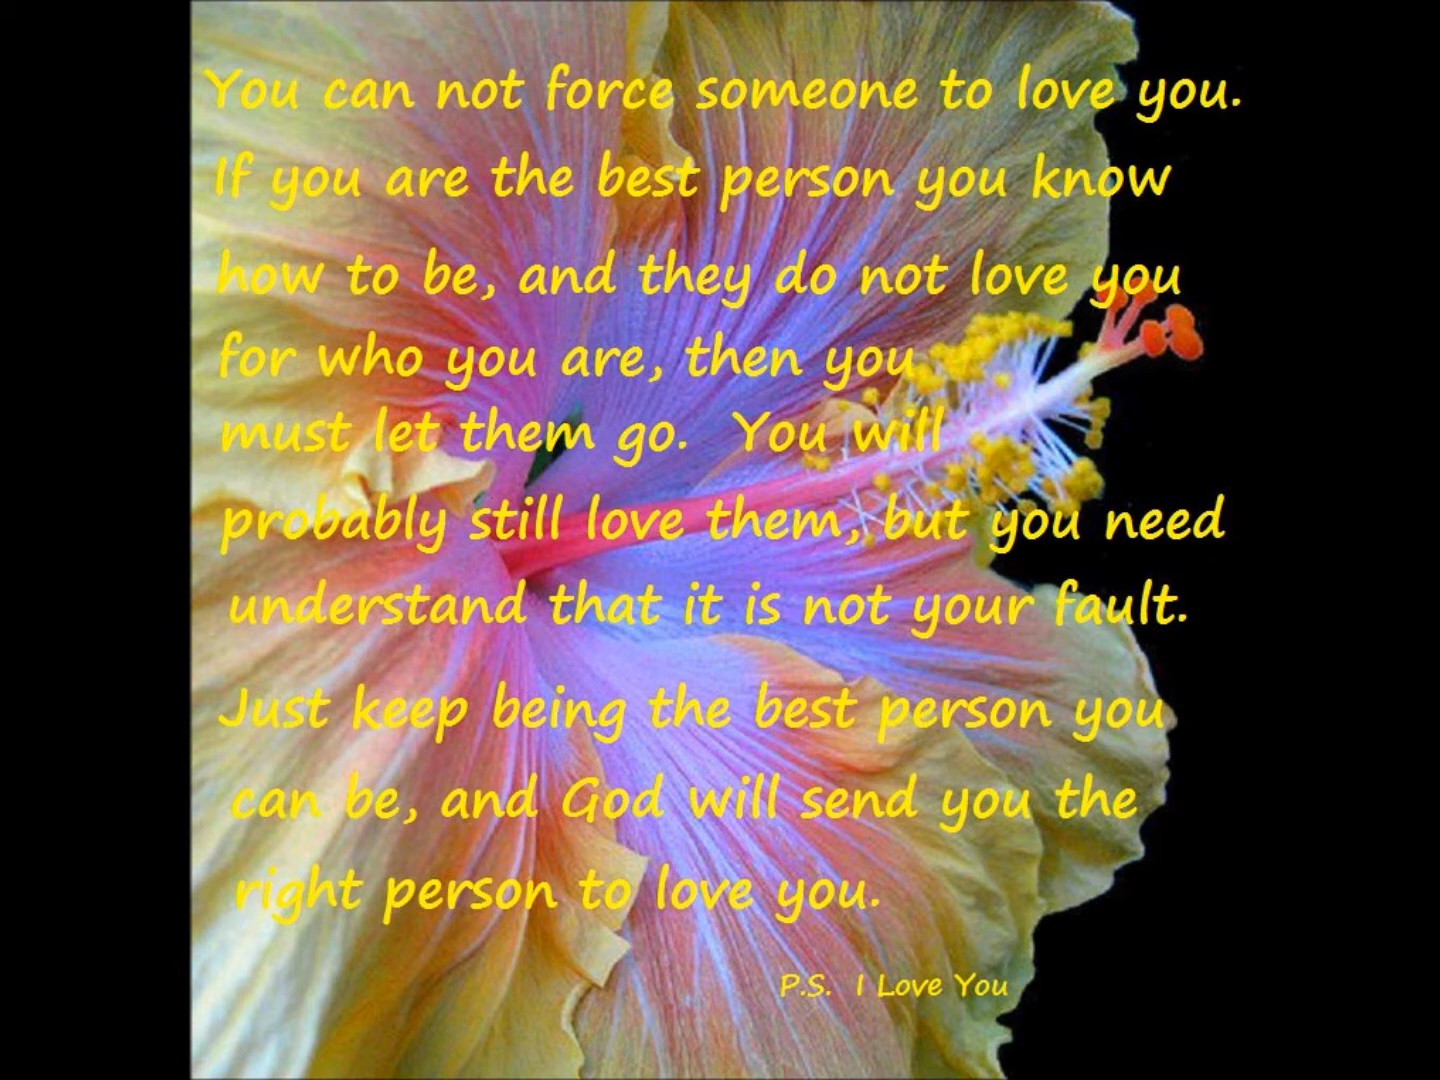 You can not force someone to love you.
If you are the best person you know
how to be, and they do not love you
for who you are, then you
must let them go. You will
probably still love them, but you need
understand that it is not your fault.
Just keep being the best person you
can be, and God will send you the
right person to love you.
P.S. I Love You